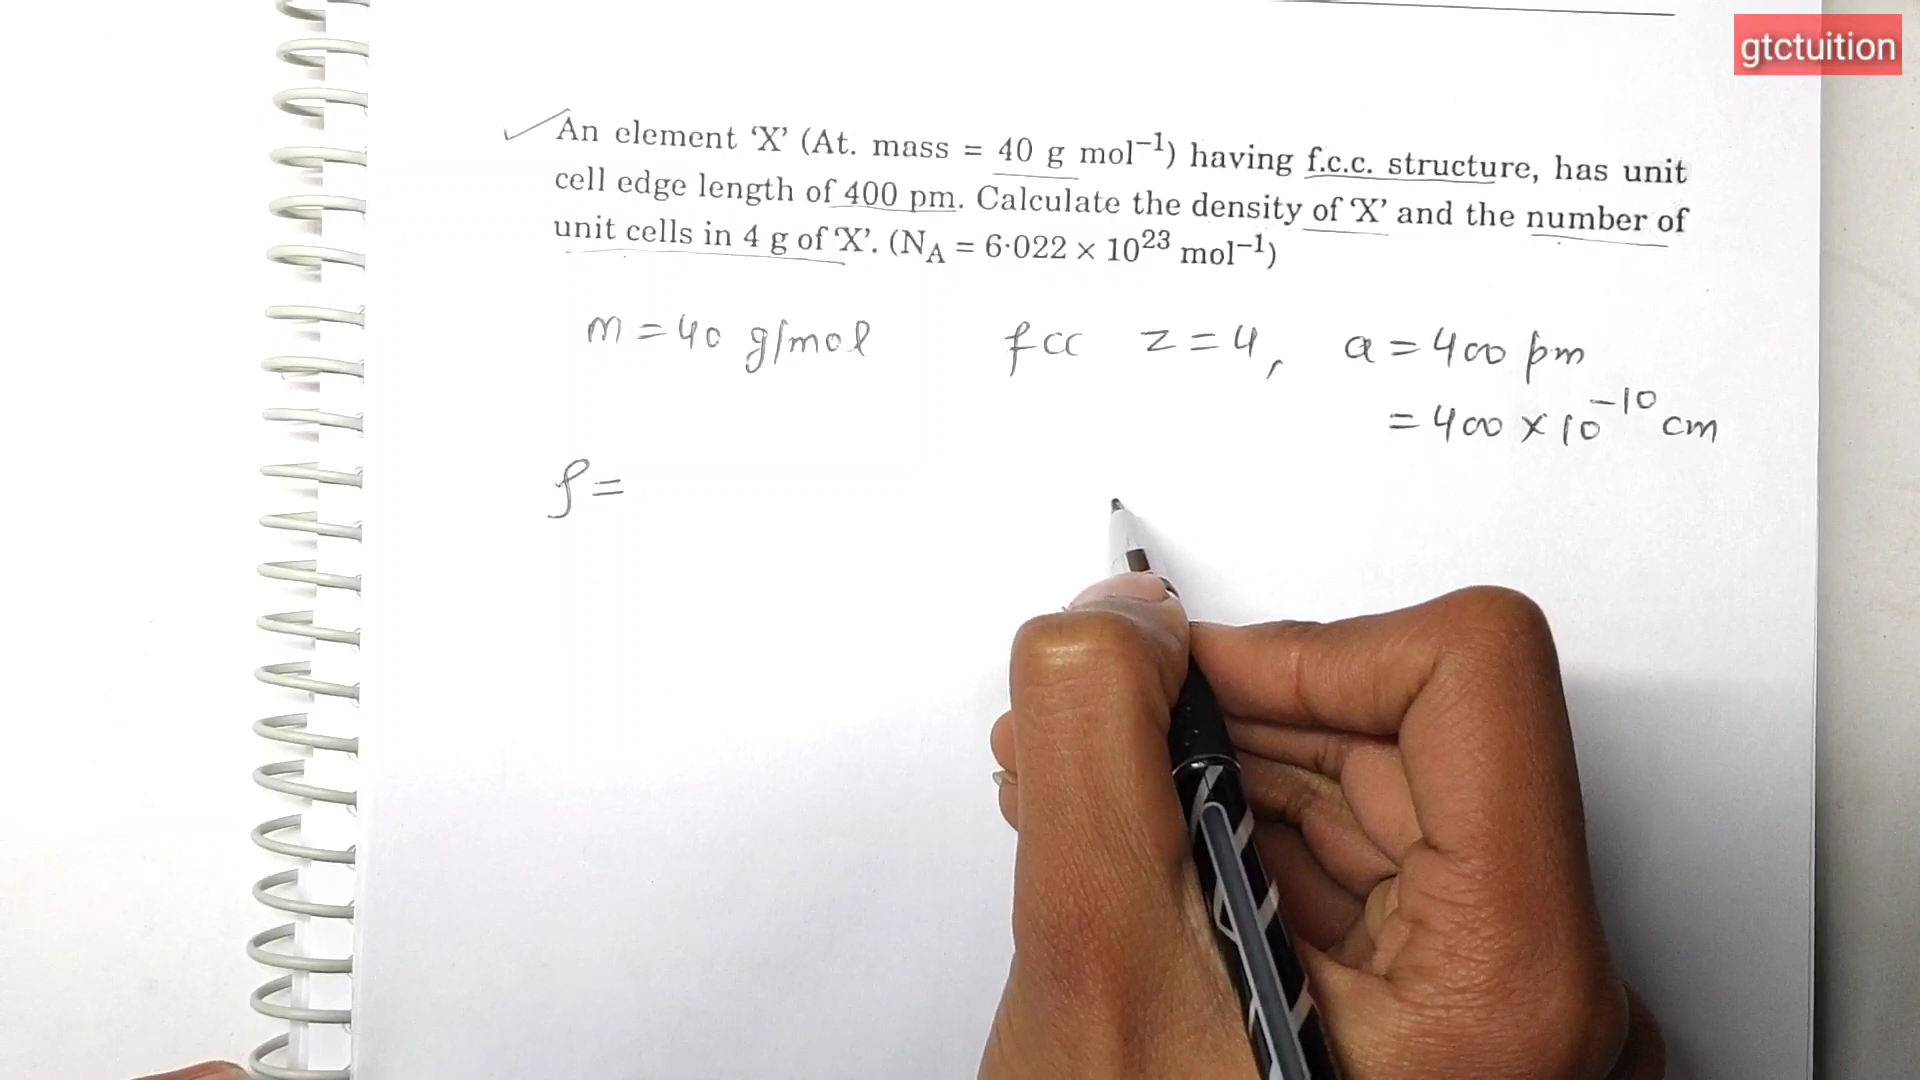 gtctuition
An element ‘X’ (At. mass = 40 g mol⁻¹) having f.c.c. structure, has unit
cell edge length of 400 pm. Calculate the density of ‘X’ and the number of
unit cells in 4 g of ‘X’. (N_A = 6·022 × 10²³ mol⁻¹)
m = 40 g/mol fcc z = 4, a = 400 pm
= 400 × 10⁻¹⁰ cm
ρ =